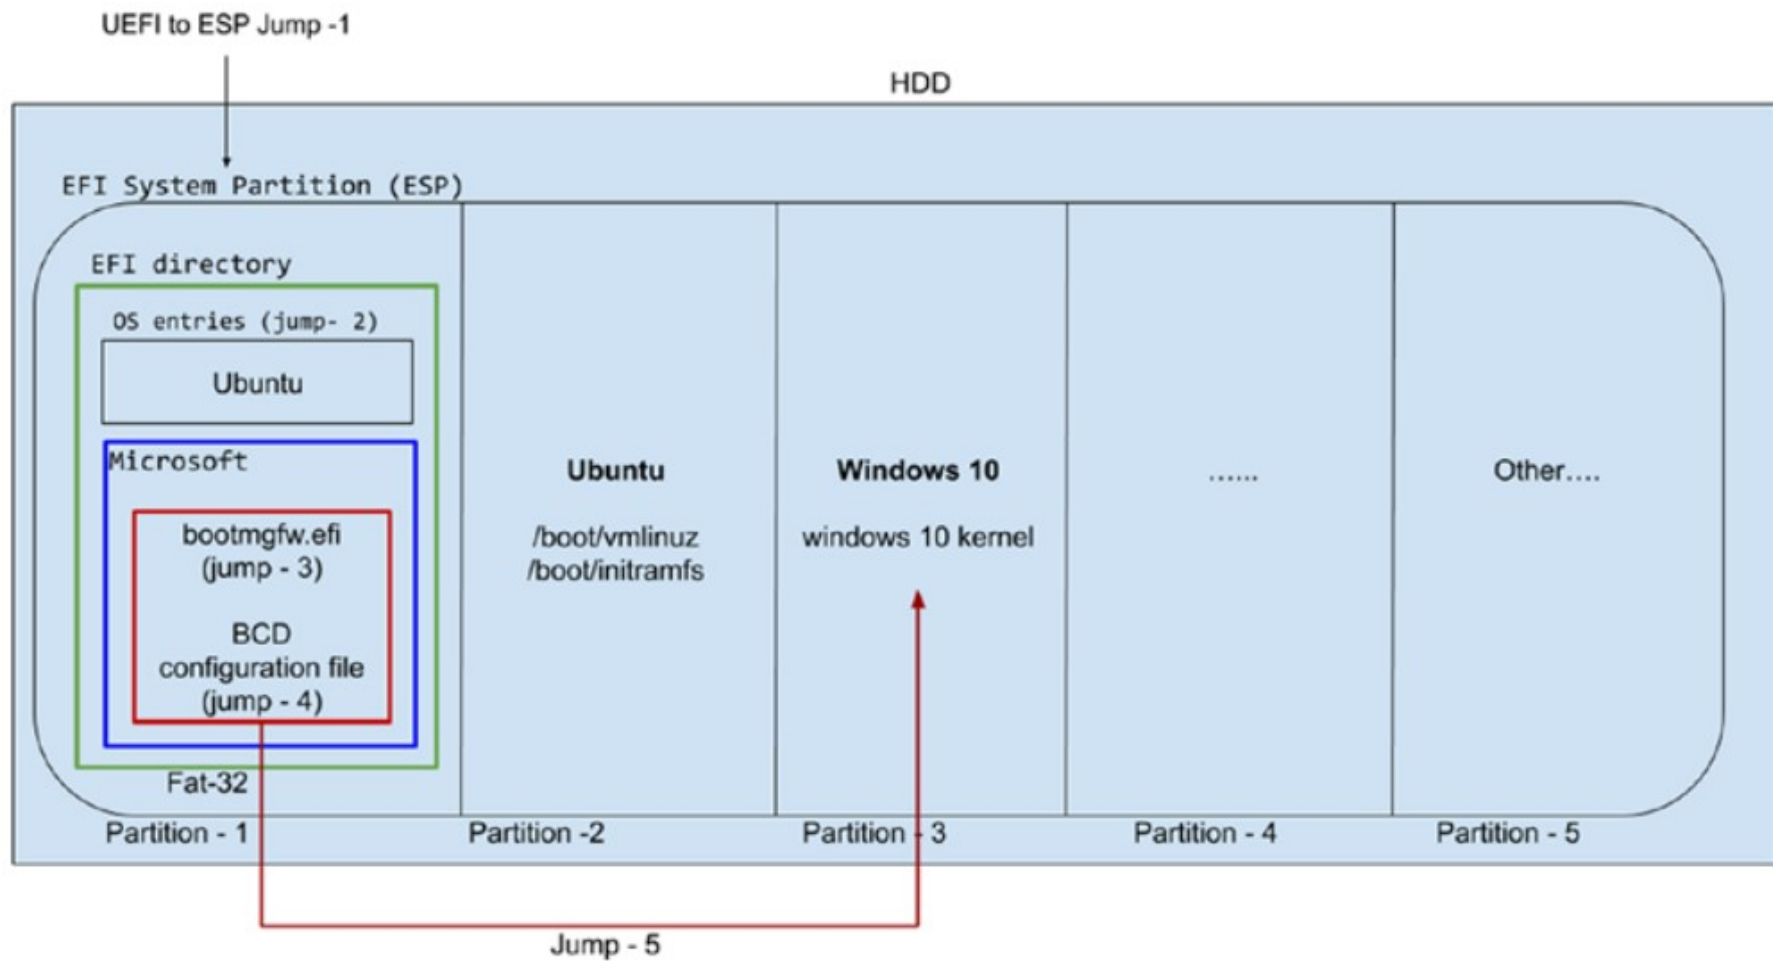 UEFI to ESP Jump -1
HDD
EFI System Partition (ESP)
EFI directory
OS entries (jump- 2)
Ubuntu
Microsoft
bootmgfw.efi
(jump - 3)
BCD
configuration file
(jump - 4)
Fat-32
Partition - 1
Ubuntu
/boot/vmlinuz
/boot/initramfs
Partition -2
Windows 10
windows 10 kernel
Partition - 3
......
Partition - 4
Other....
Partition - 5
Jump - 5